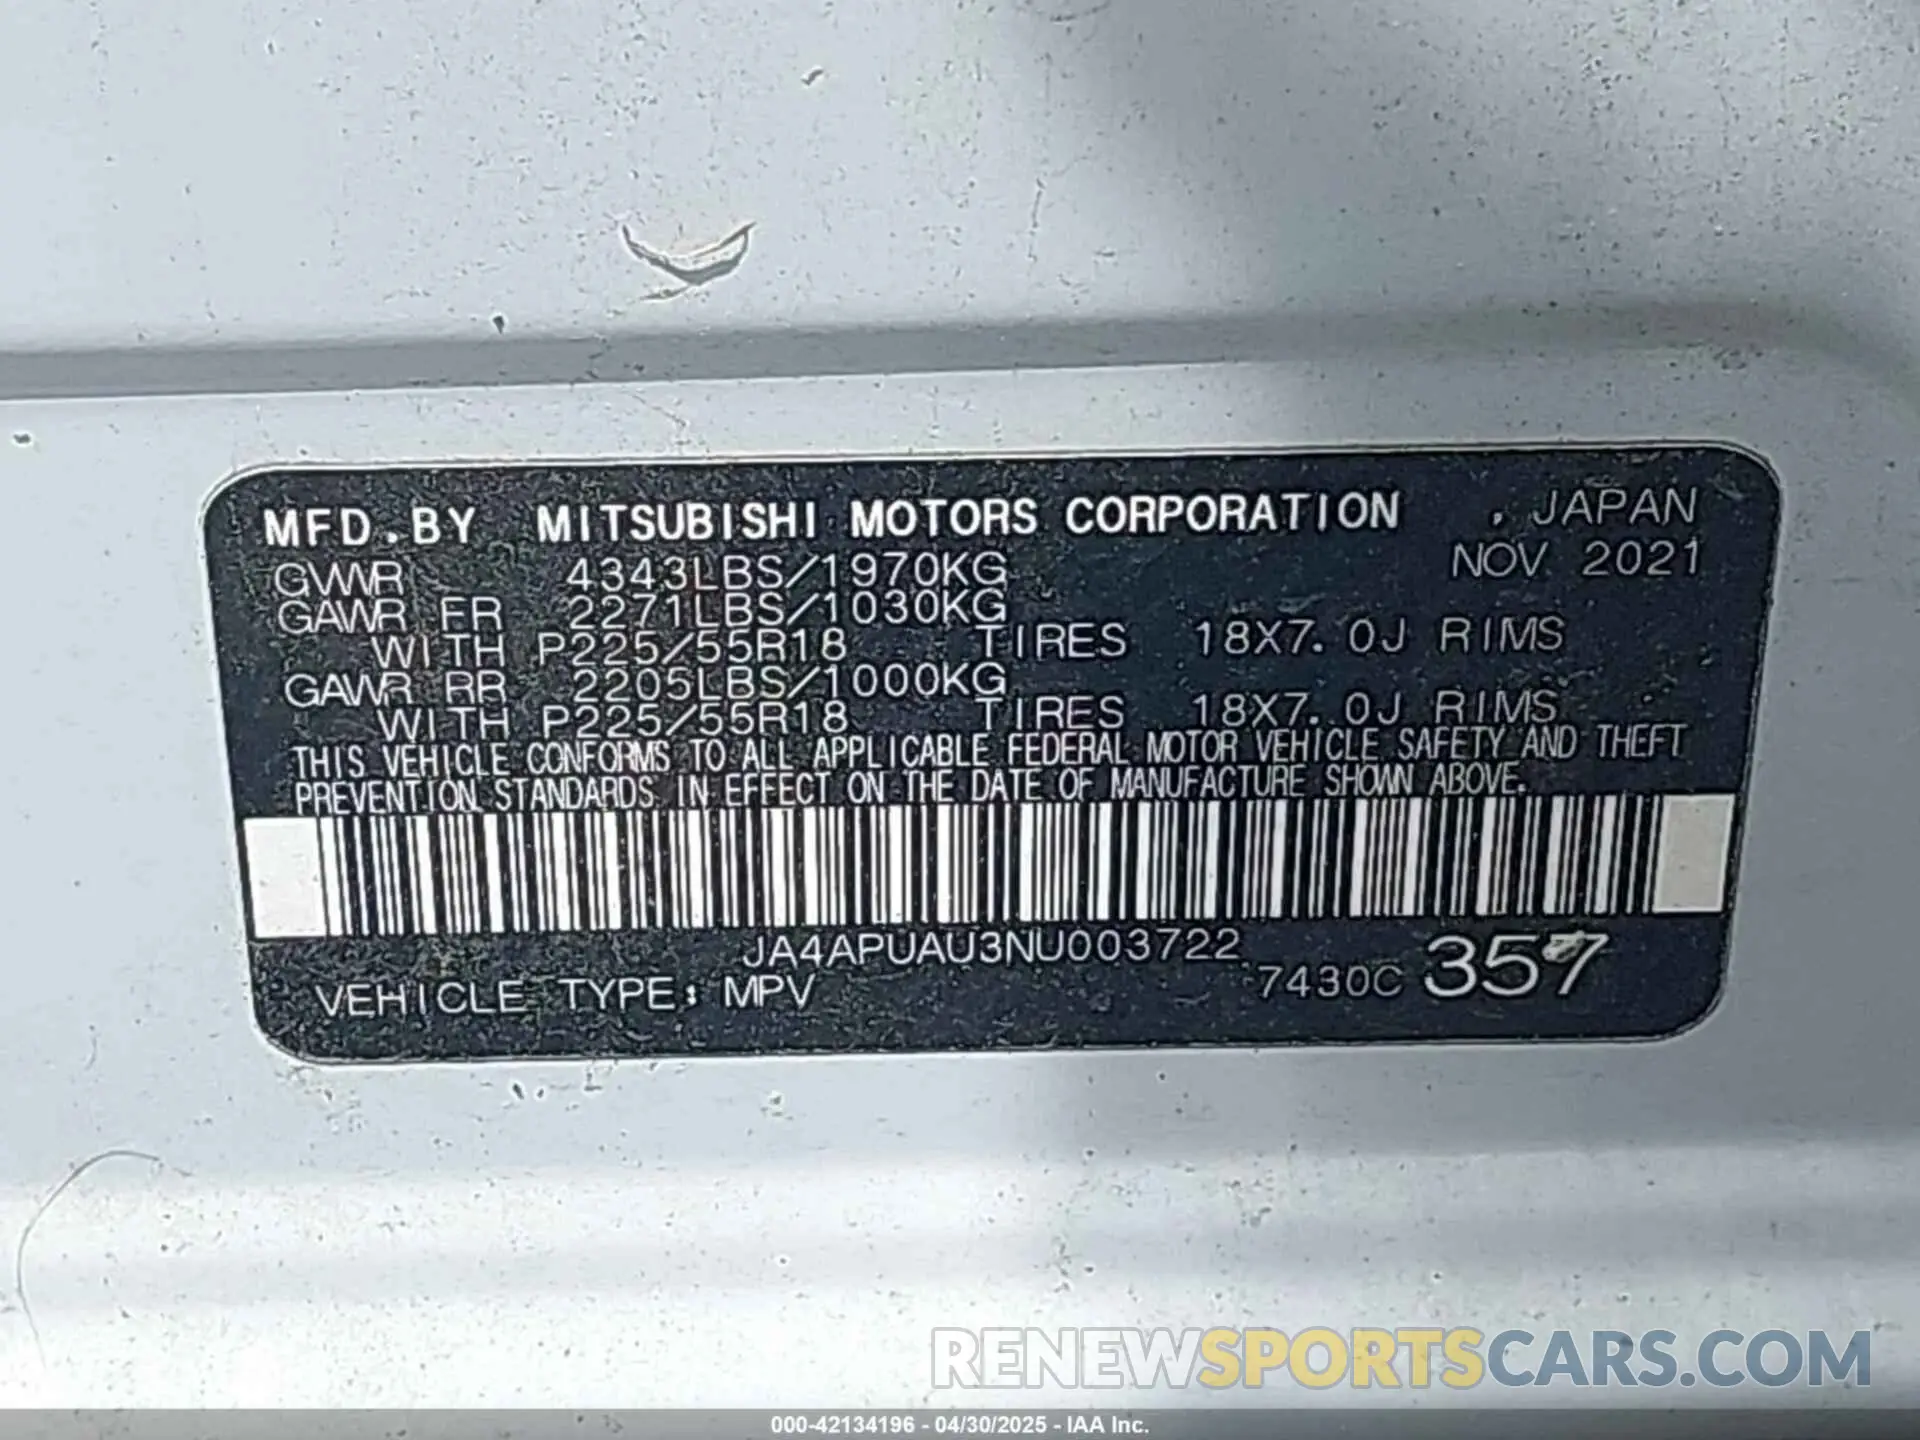 MFD.BY MITSUBISHI MOTORS CORPORATION , JAPAN
GVWR 4343LBS/1970KG NOV 2021
GAWR FR 2271LBS/1030KG
WITH P225/55R18 TIRES 18X7.0J RIMS
GAWR RR 2205LBS/1000KG
WITH P225/55R18 TIRES 18X7.0J RIMS
THIS VEHICLE CONFORMS TO ALL APPLICABLE FEDERAL MOTOR VEHICLE SAFETY AND THEFT
PREVENTION STANDARDS IN EFFECT ON THE DATE OF MANUFACTURE SHOWN ABOVE.
JA4APUAU3NU003722
VEHICLE TYPE: MPV 7430C 357
RENEWSPORTSCARS.COM
000-42134196 - 04/30/2025 - IAA Inc.